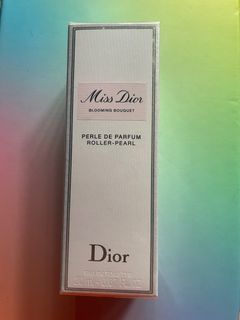 Miss Dior
BLOOMING BOUQUET
PERLE DE PARFUM
ROLLER-PEARL
Dior